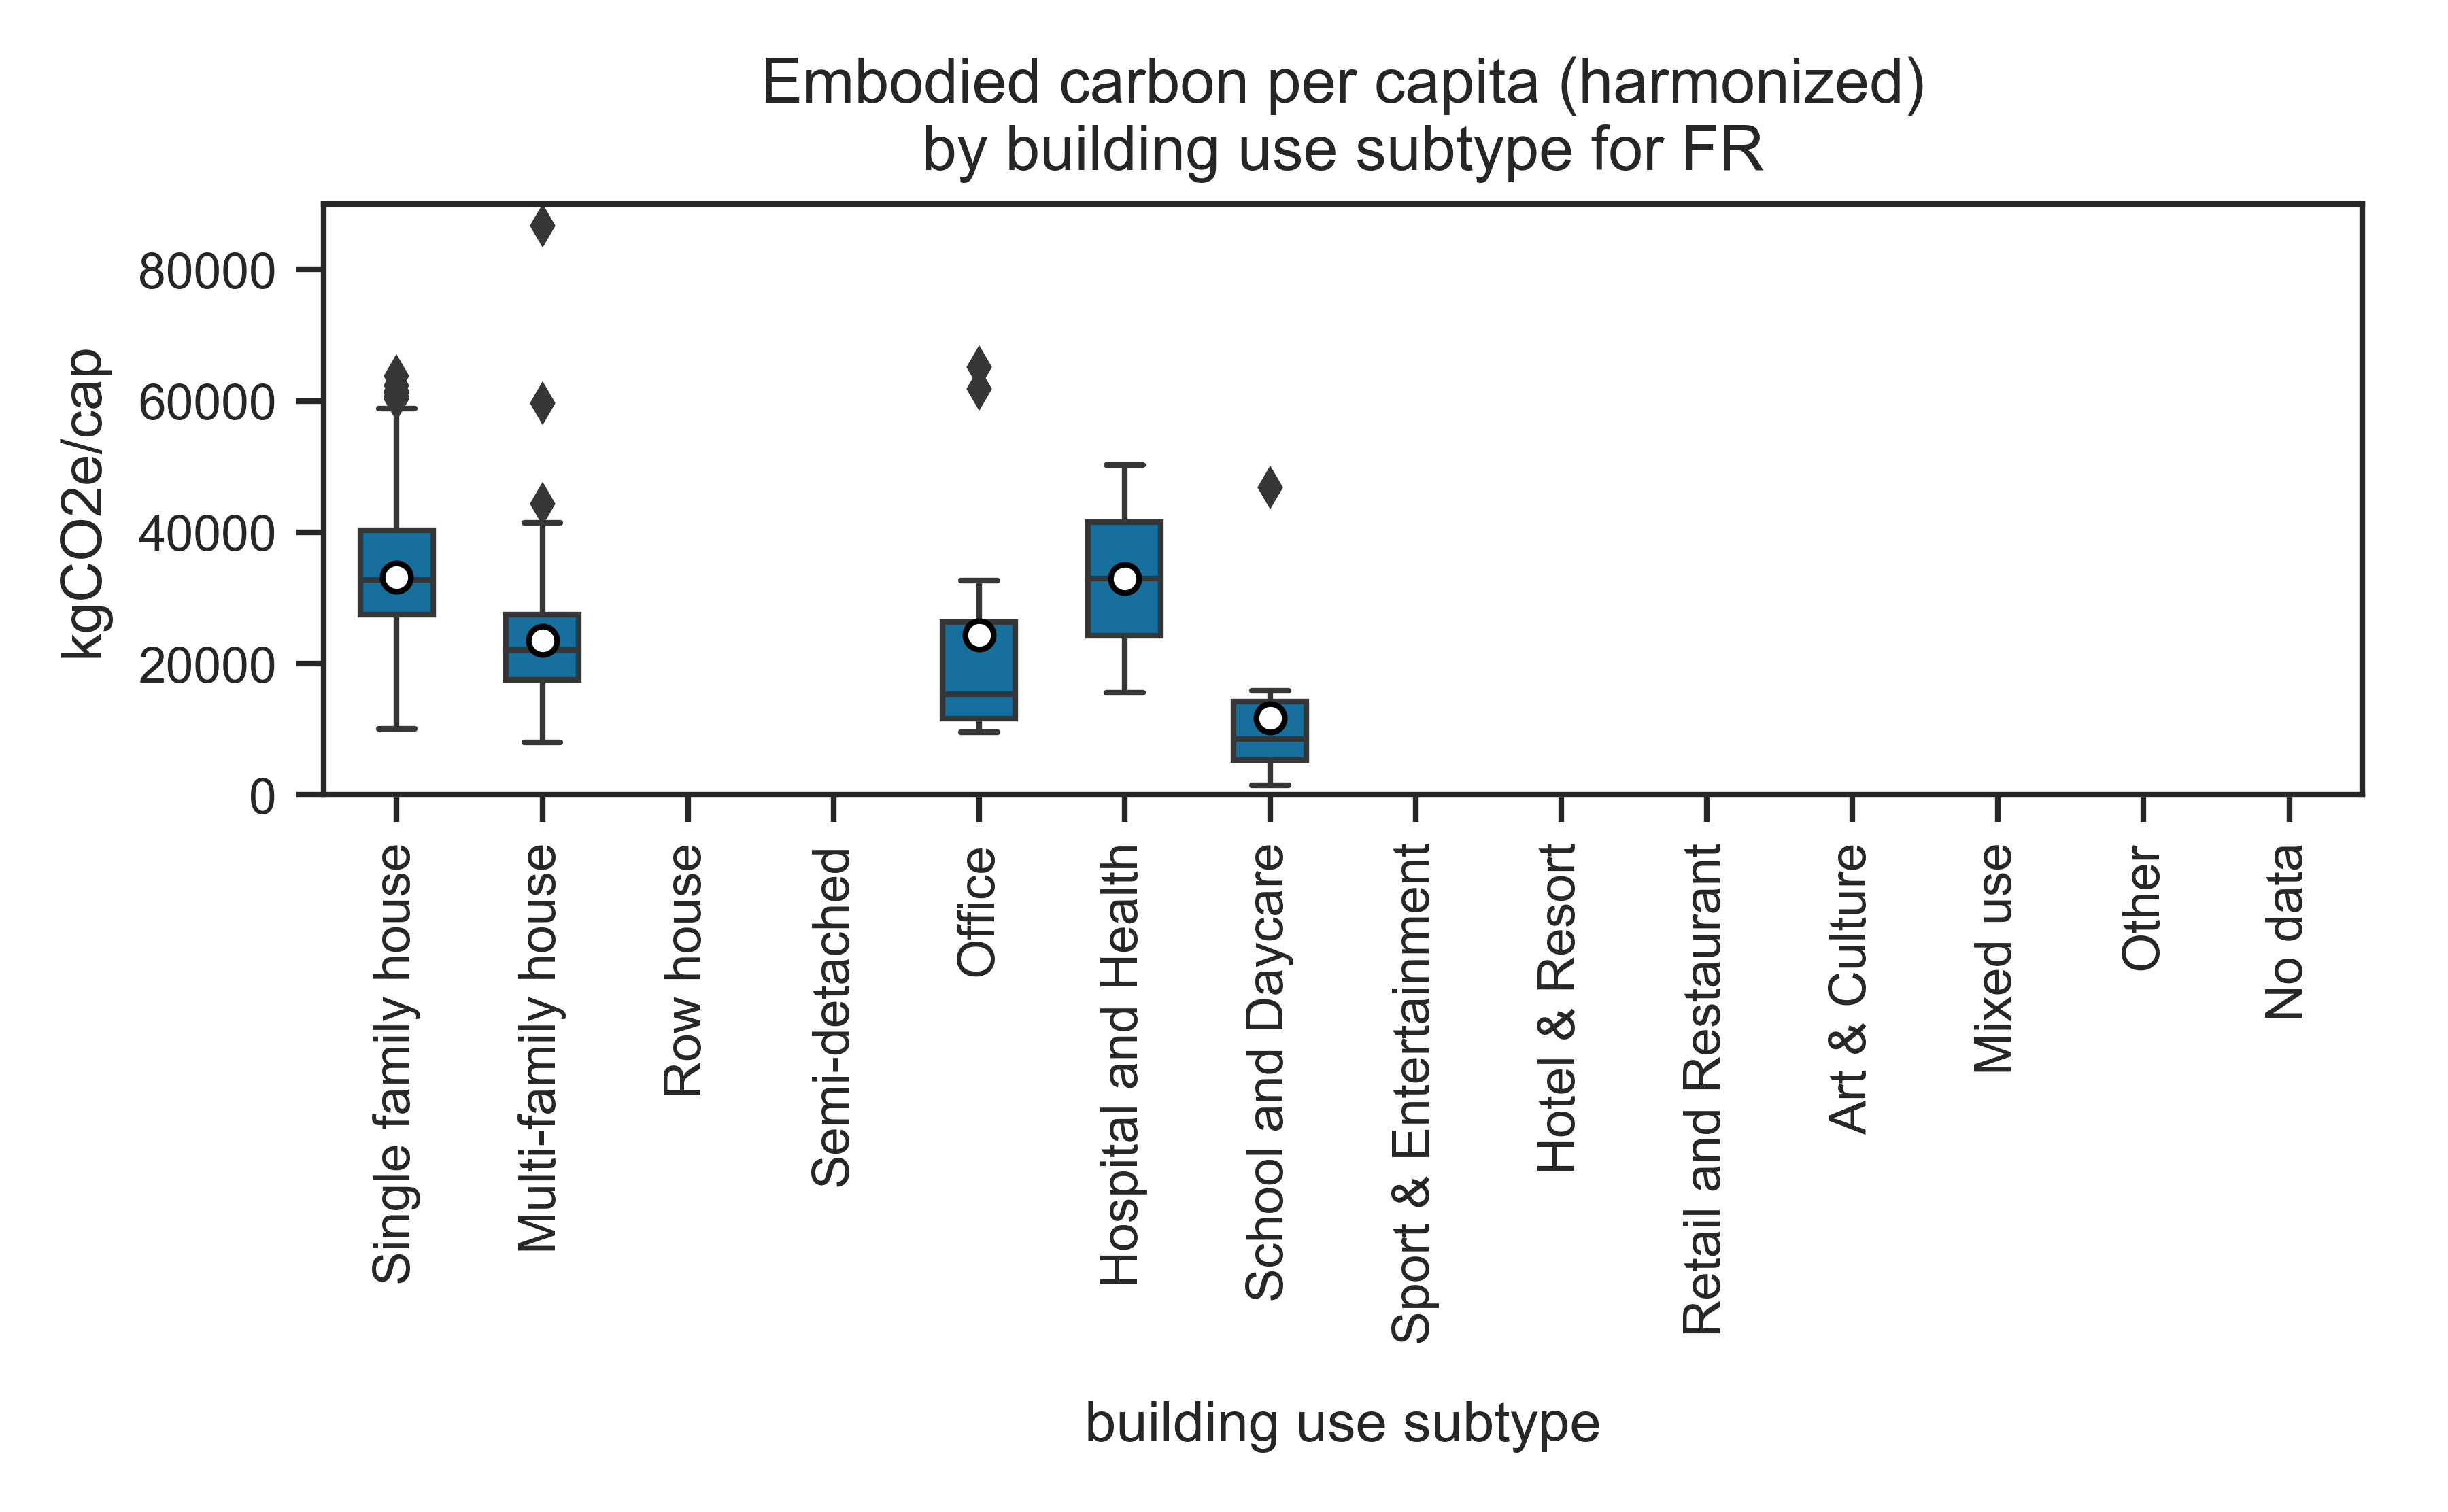 Embodied carbon per capita (harmonized)
by building use subtype for FR
kgCO2e/cap
80000
60000
40000
20000
0
Single family house
Multi-family house
Row house
Semi-detached
Office
Hospital and Health
School and Daycare
Sport & Entertainment
Hotel & Resort
Retail and Restaurant
Art & Culture
Mixed use
Other
No data
building use subtype